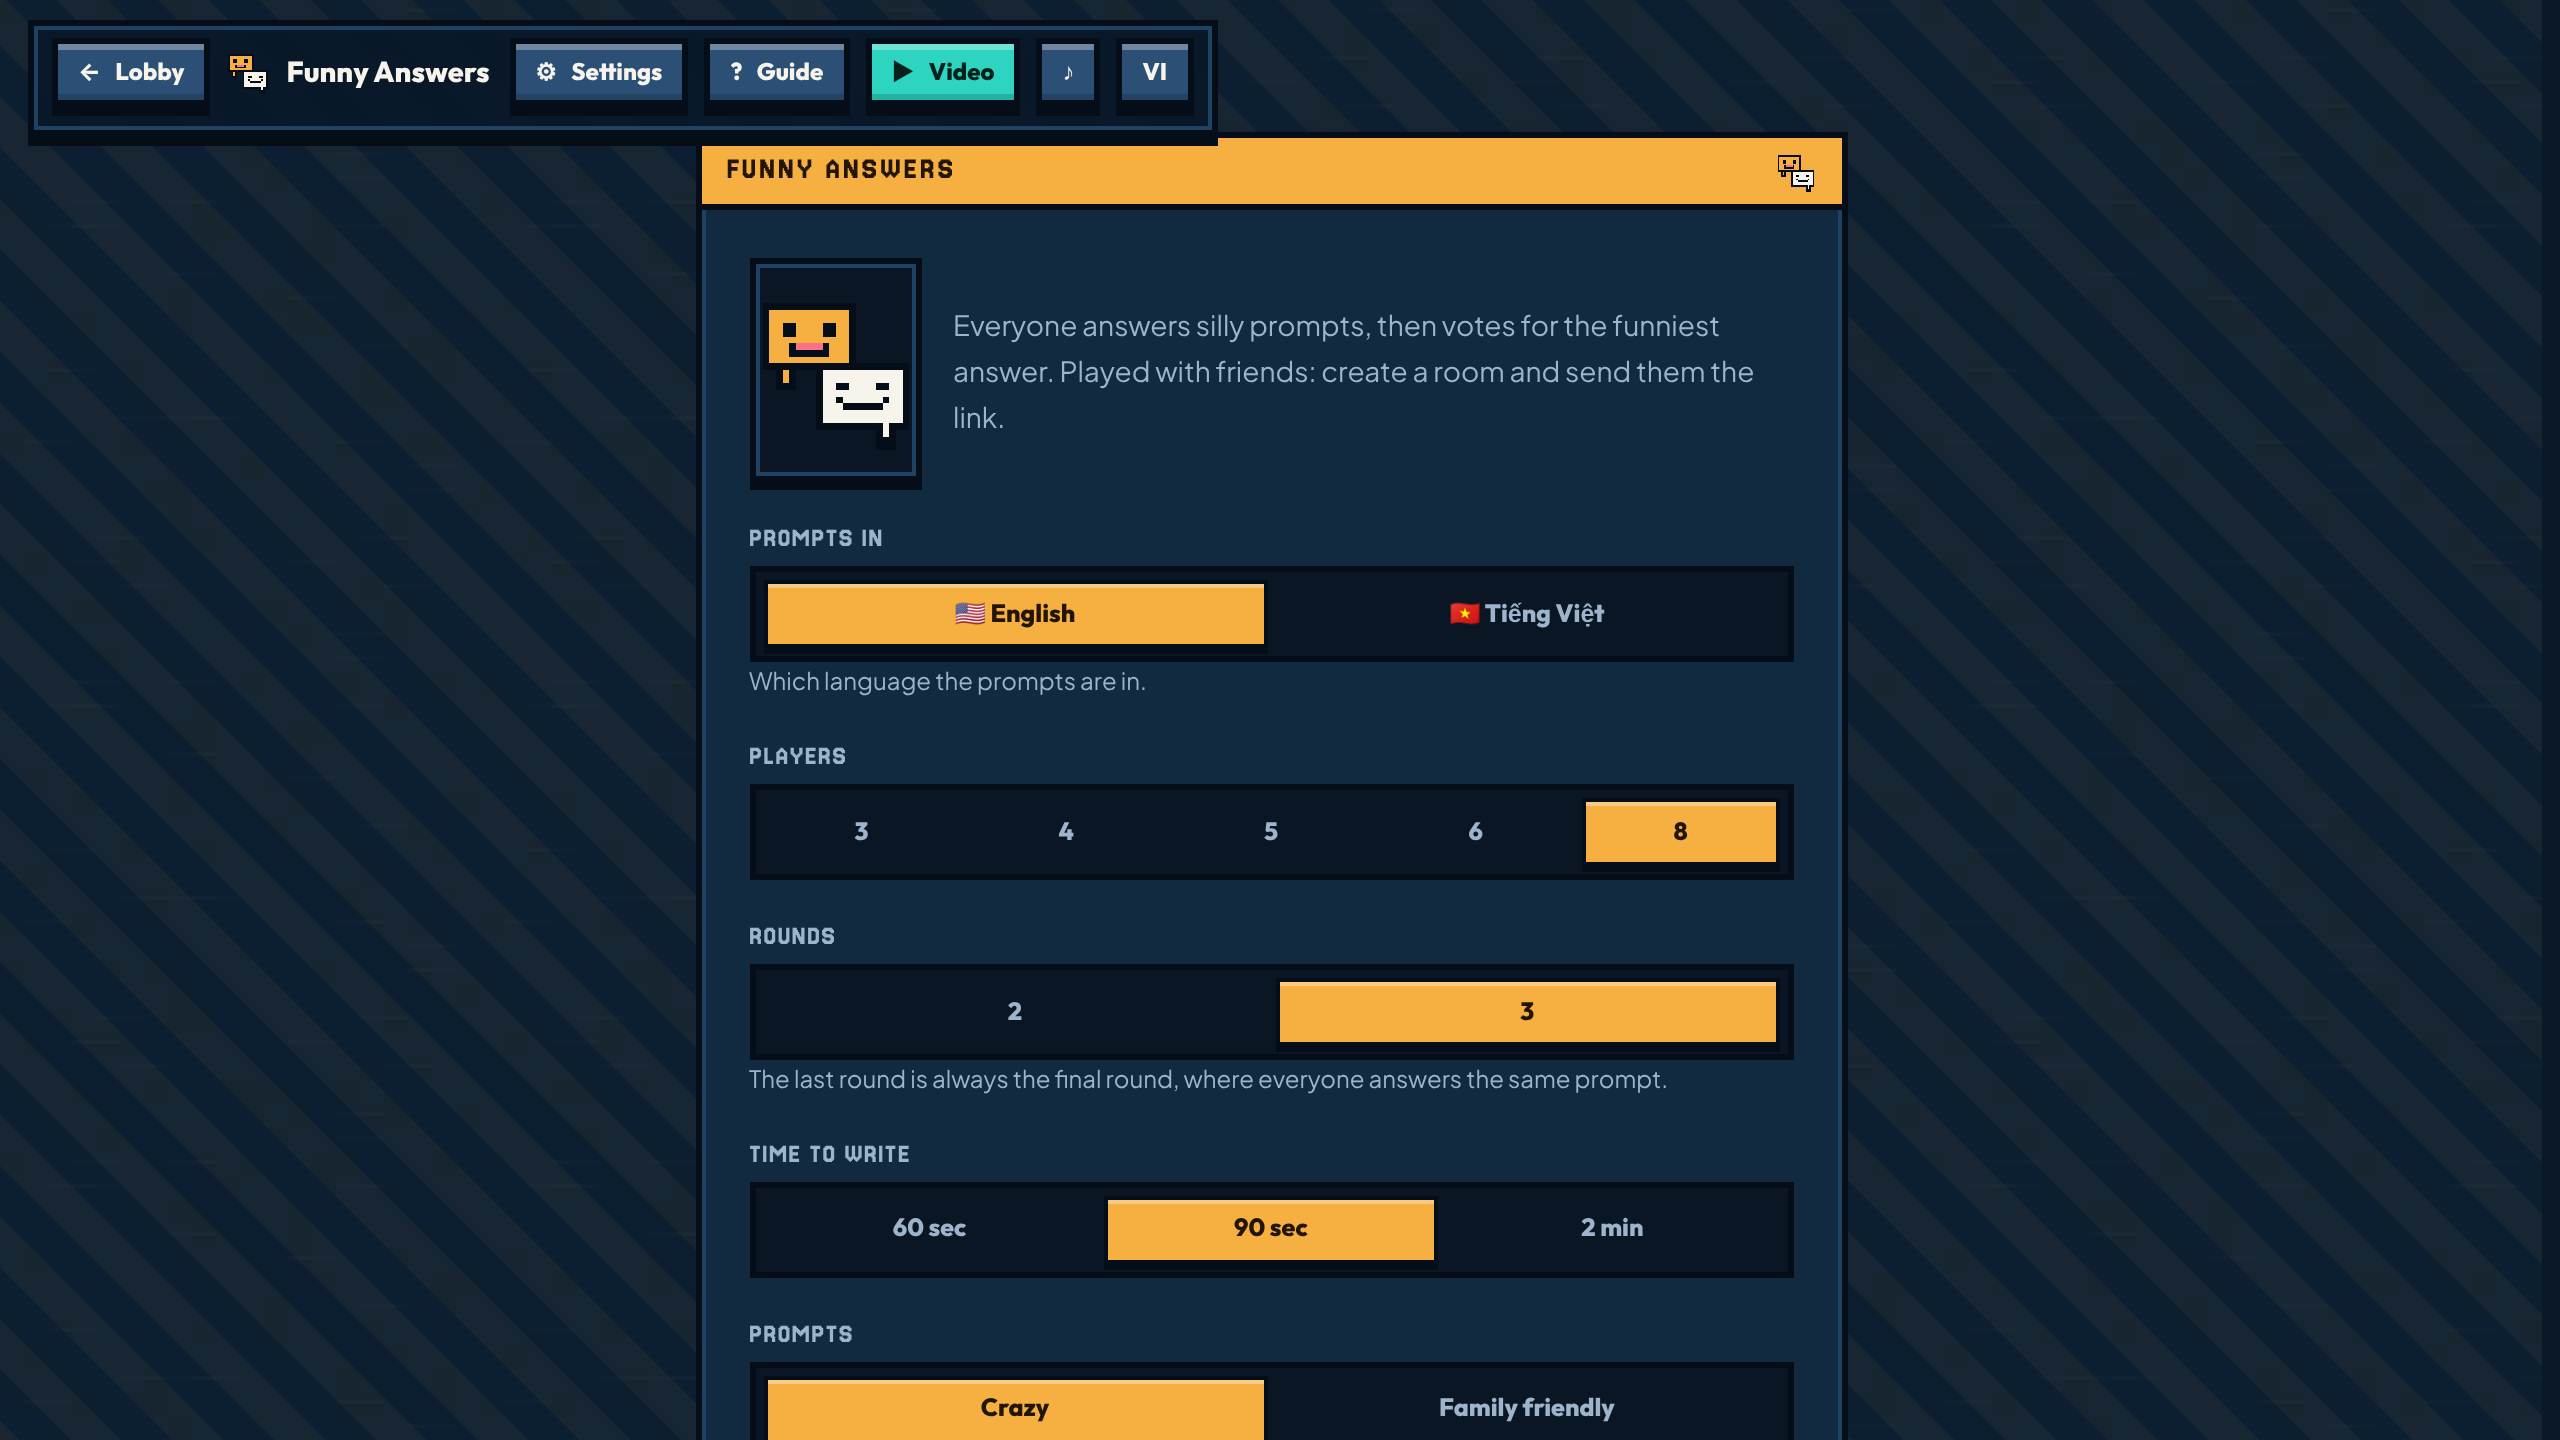 ← Lobby
Funny Answers
⚙ Settings
? Guide
▶ Video
♪
VI
FUNNY ANSWERS
Everyone answers silly prompts, then votes for the funniest
answer. Played with friends: create a room and send them the
link.
PROMPTS IN
🇺🇸 English
🇻🇳 Tiếng Việt
Which language the prompts are in.
PLAYERS
3 4 5 6 8
ROUNDS
2 3
The last round is always the final round, where everyone answers the same prompt.
TIME TO WRITE
60 sec 90 sec 2 min
PROMPTS
Crazy Family friendly